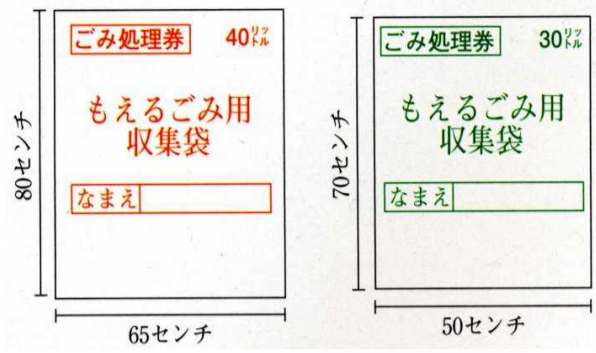 ごみ処理券 40リットル
もえるごみ用
収集袋
なまえ
80センチ
65センチ
ごみ処理券 30リットル
もえるごみ用
収集袋
なまえ
70センチ
50センチ